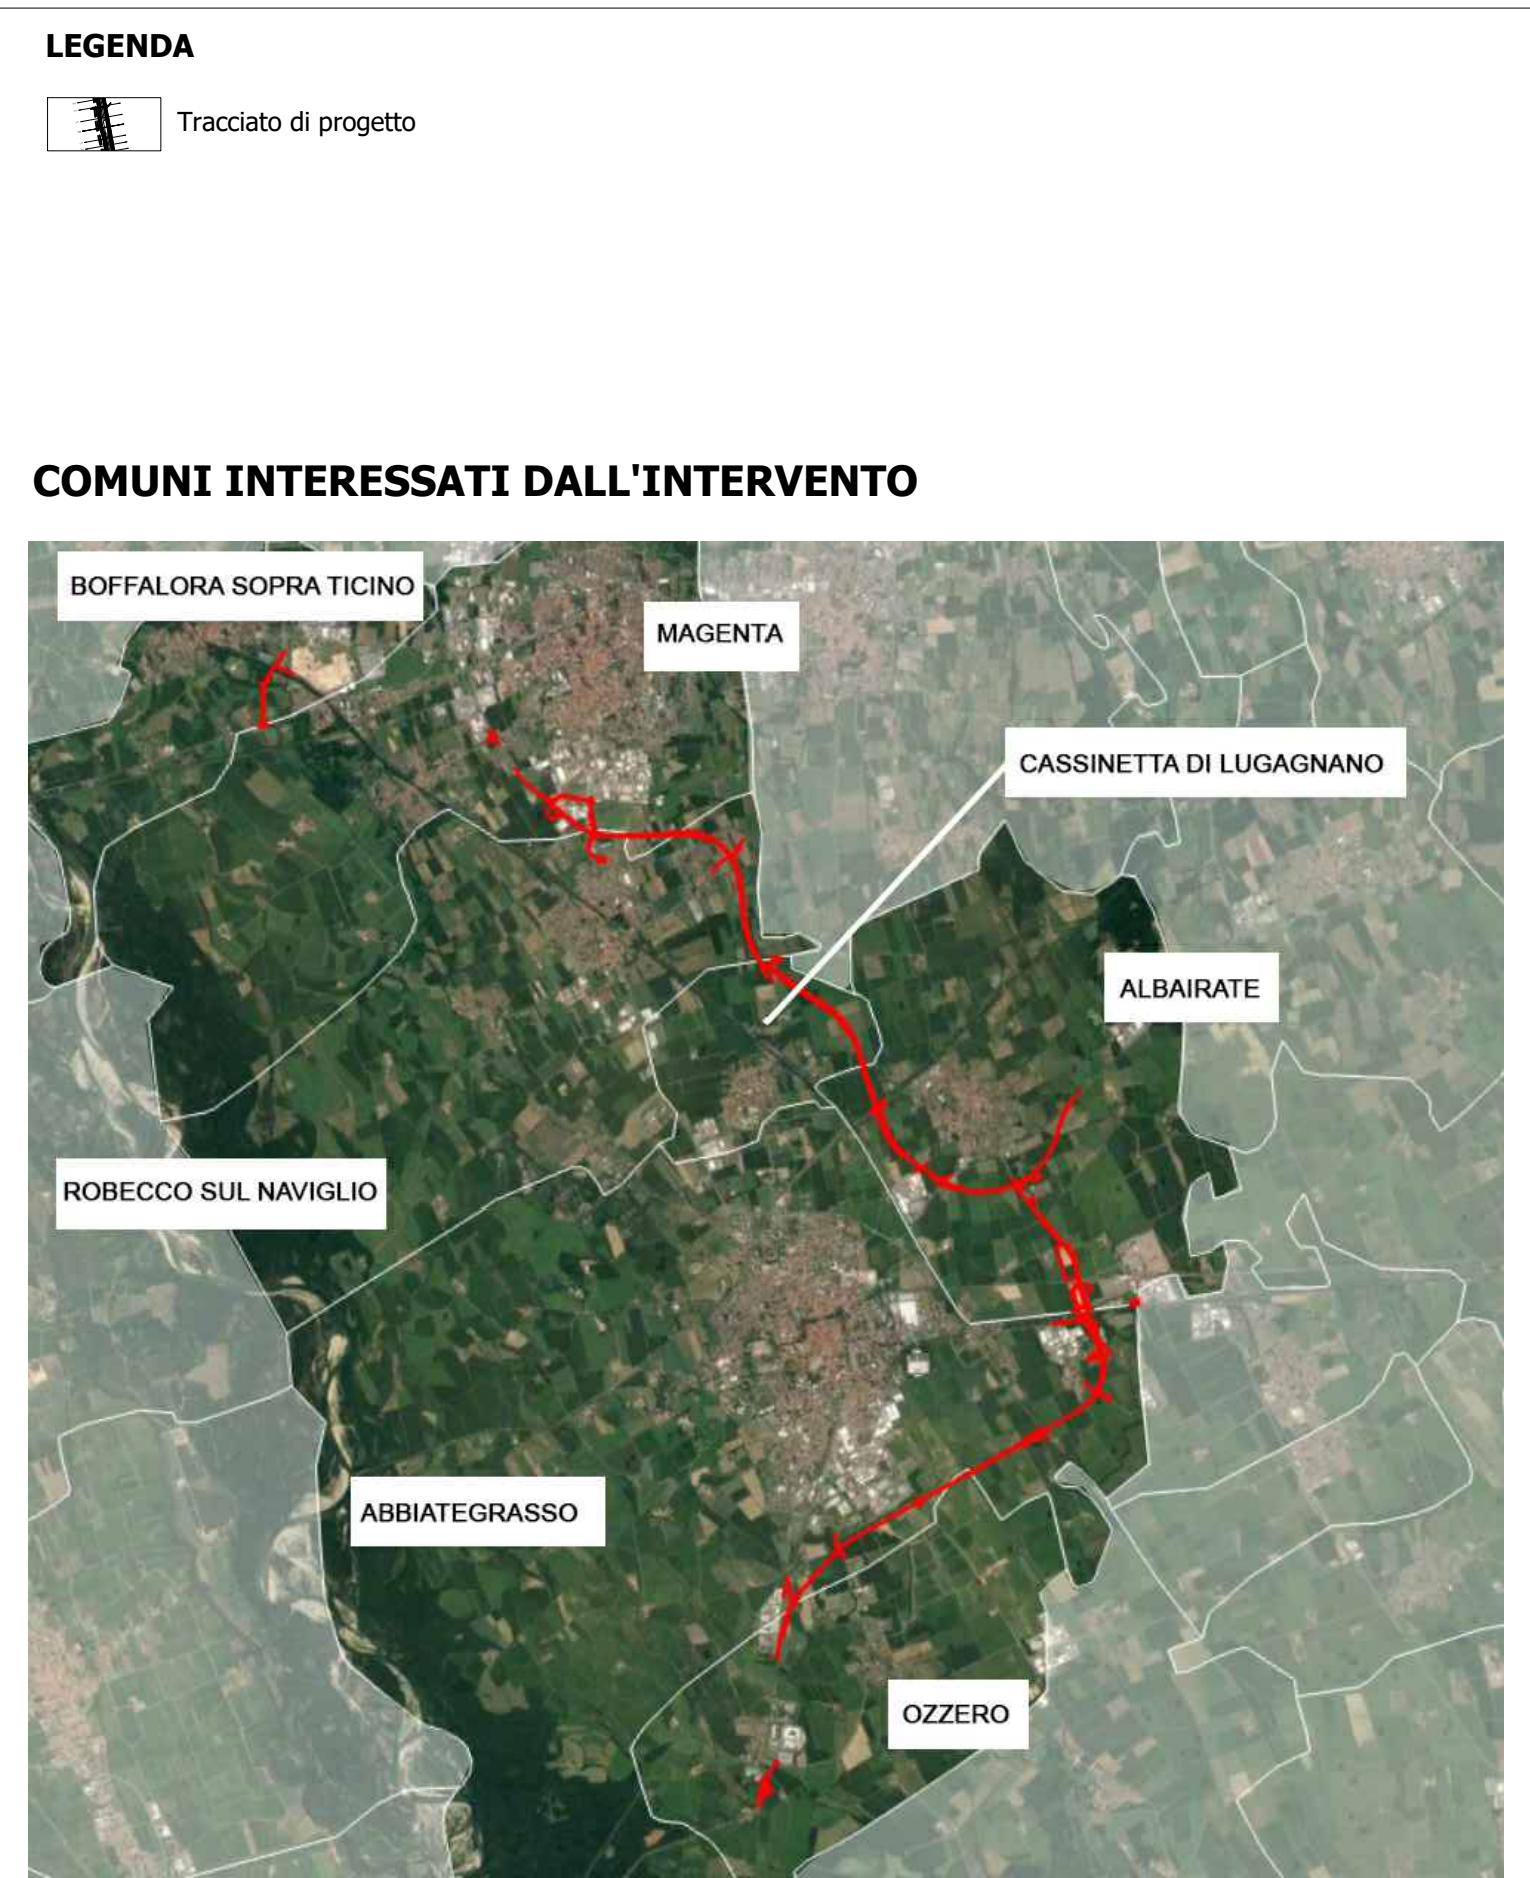 LEGENDA
Tracciato di progetto
COMUNI INTERESSATI DALL'INTERVENTO
BOFFALORA SOPRA TICINO
MAGENTA
CASSINETTA DI LUGAGNANO
ALBAIRATE
ROBECCO SUL NAVIGLIO
ABBIATEGRASSO
OZZERO